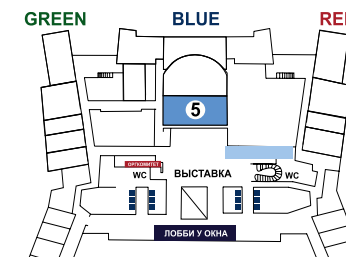 GREEN BLUE RE
5
ОРГКОМИТЕТ
WC ВЫСТАВКА WC
ЛОББИ У ОКНА